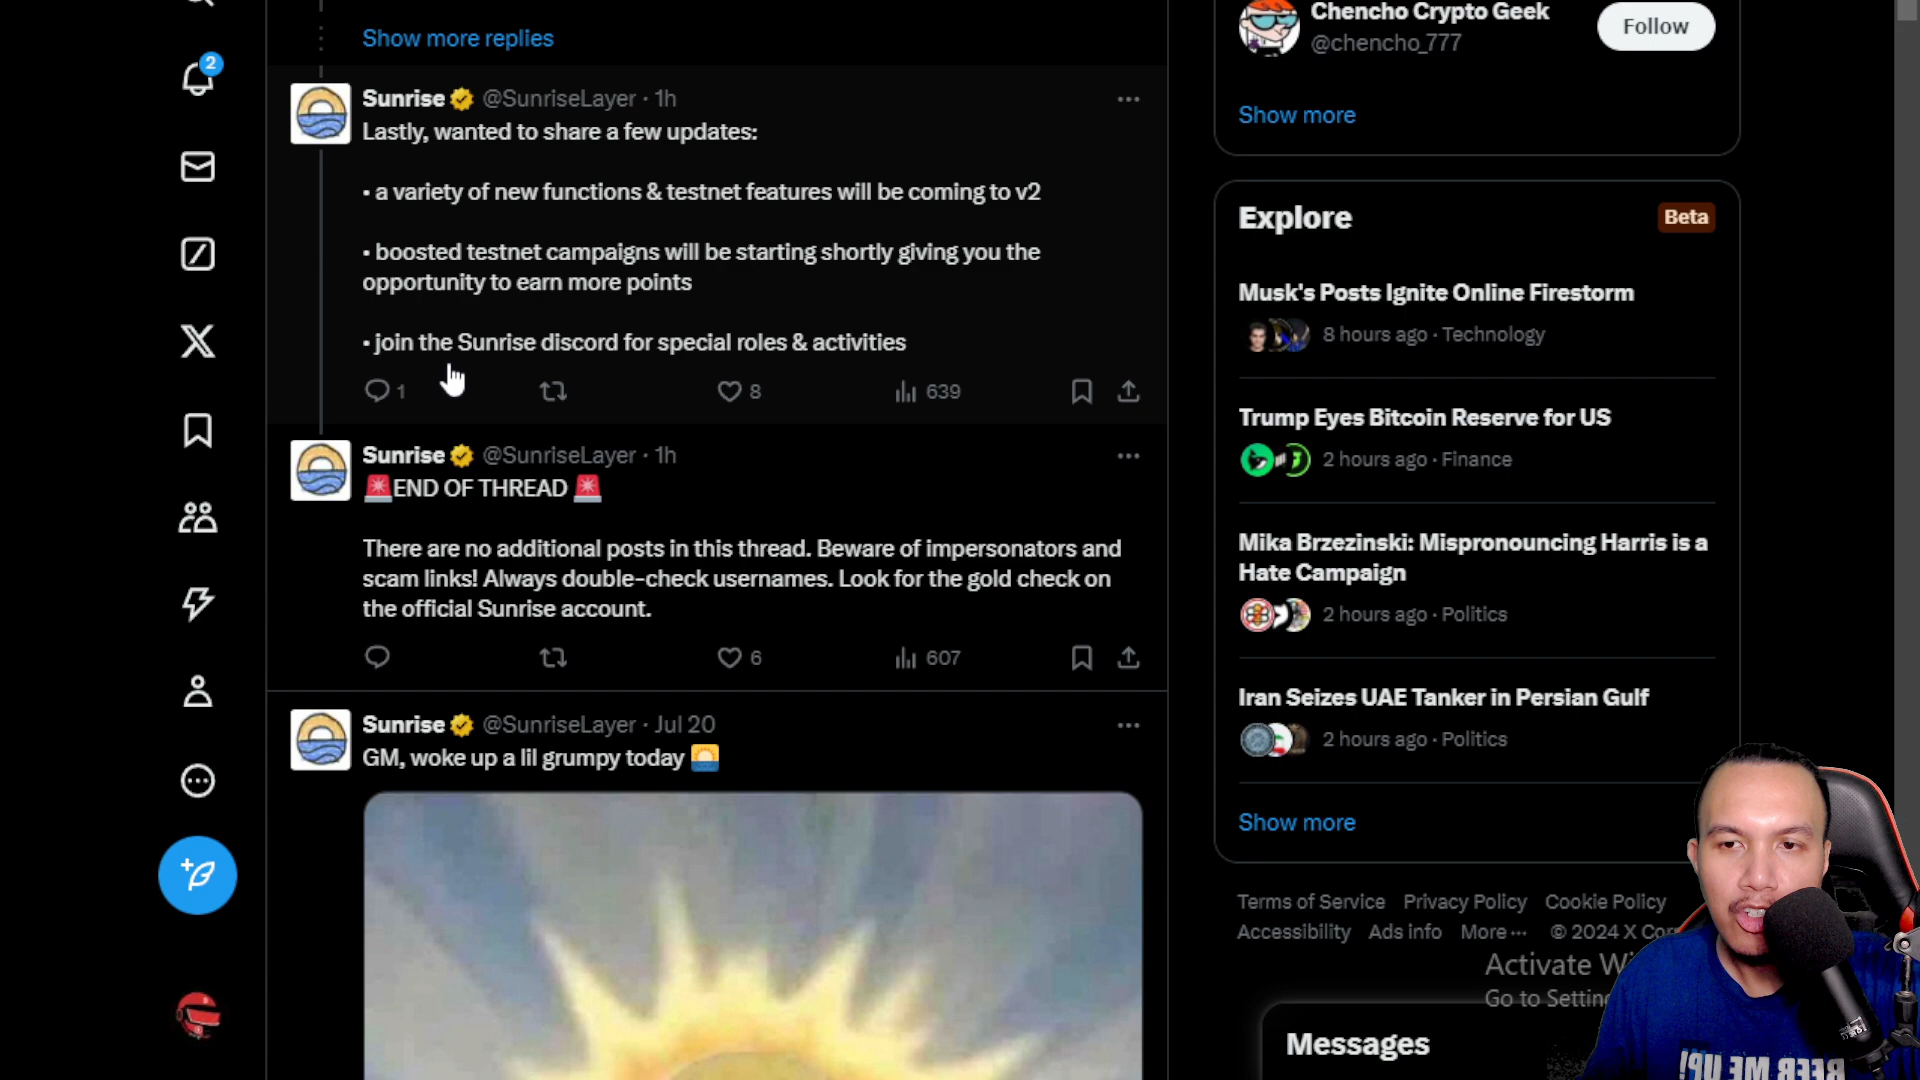 Show more replies
2
Sunrise @SunriseLayer · 1h
Lastly, wanted to share a few updates:
• a variety of new functions & testnet features will be coming to v2
• boosted testnet campaigns will be starting shortly giving you the
opportunity to earn more points
• join the Sunrise discord for special roles & activities
1 8 639
Sunrise @SunriseLayer · 1h
🚨END OF THREAD 🚨
There are no additional posts in this thread. Beware of impersonators and
scam links! Always double-check usernames. Look for the gold check on
the official Sunrise account.
6 607
Sunrise @SunriseLayer · Jul 20
GM, woke up a lil grumpy today 🌅
Chencho Crypto Geek
@chencho_777
Follow
Show more
Explore
Beta
Musk's Posts Ignite Online Firestorm
8 hours ago · Technology
Trump Eyes Bitcoin Reserve for US
2 hours ago · Finance
Mika Brzezinski: Mispronouncing Harris is a
Hate Campaign
2 hours ago · Politics
Iran Seizes UAE Tanker in Persian Gulf
2 hours ago · Politics
Show more
Terms of Service Privacy Policy Cookie Policy
Accessibility Ads info More ··· © 2024 X
Activate
Go to
Messages
ME UP!